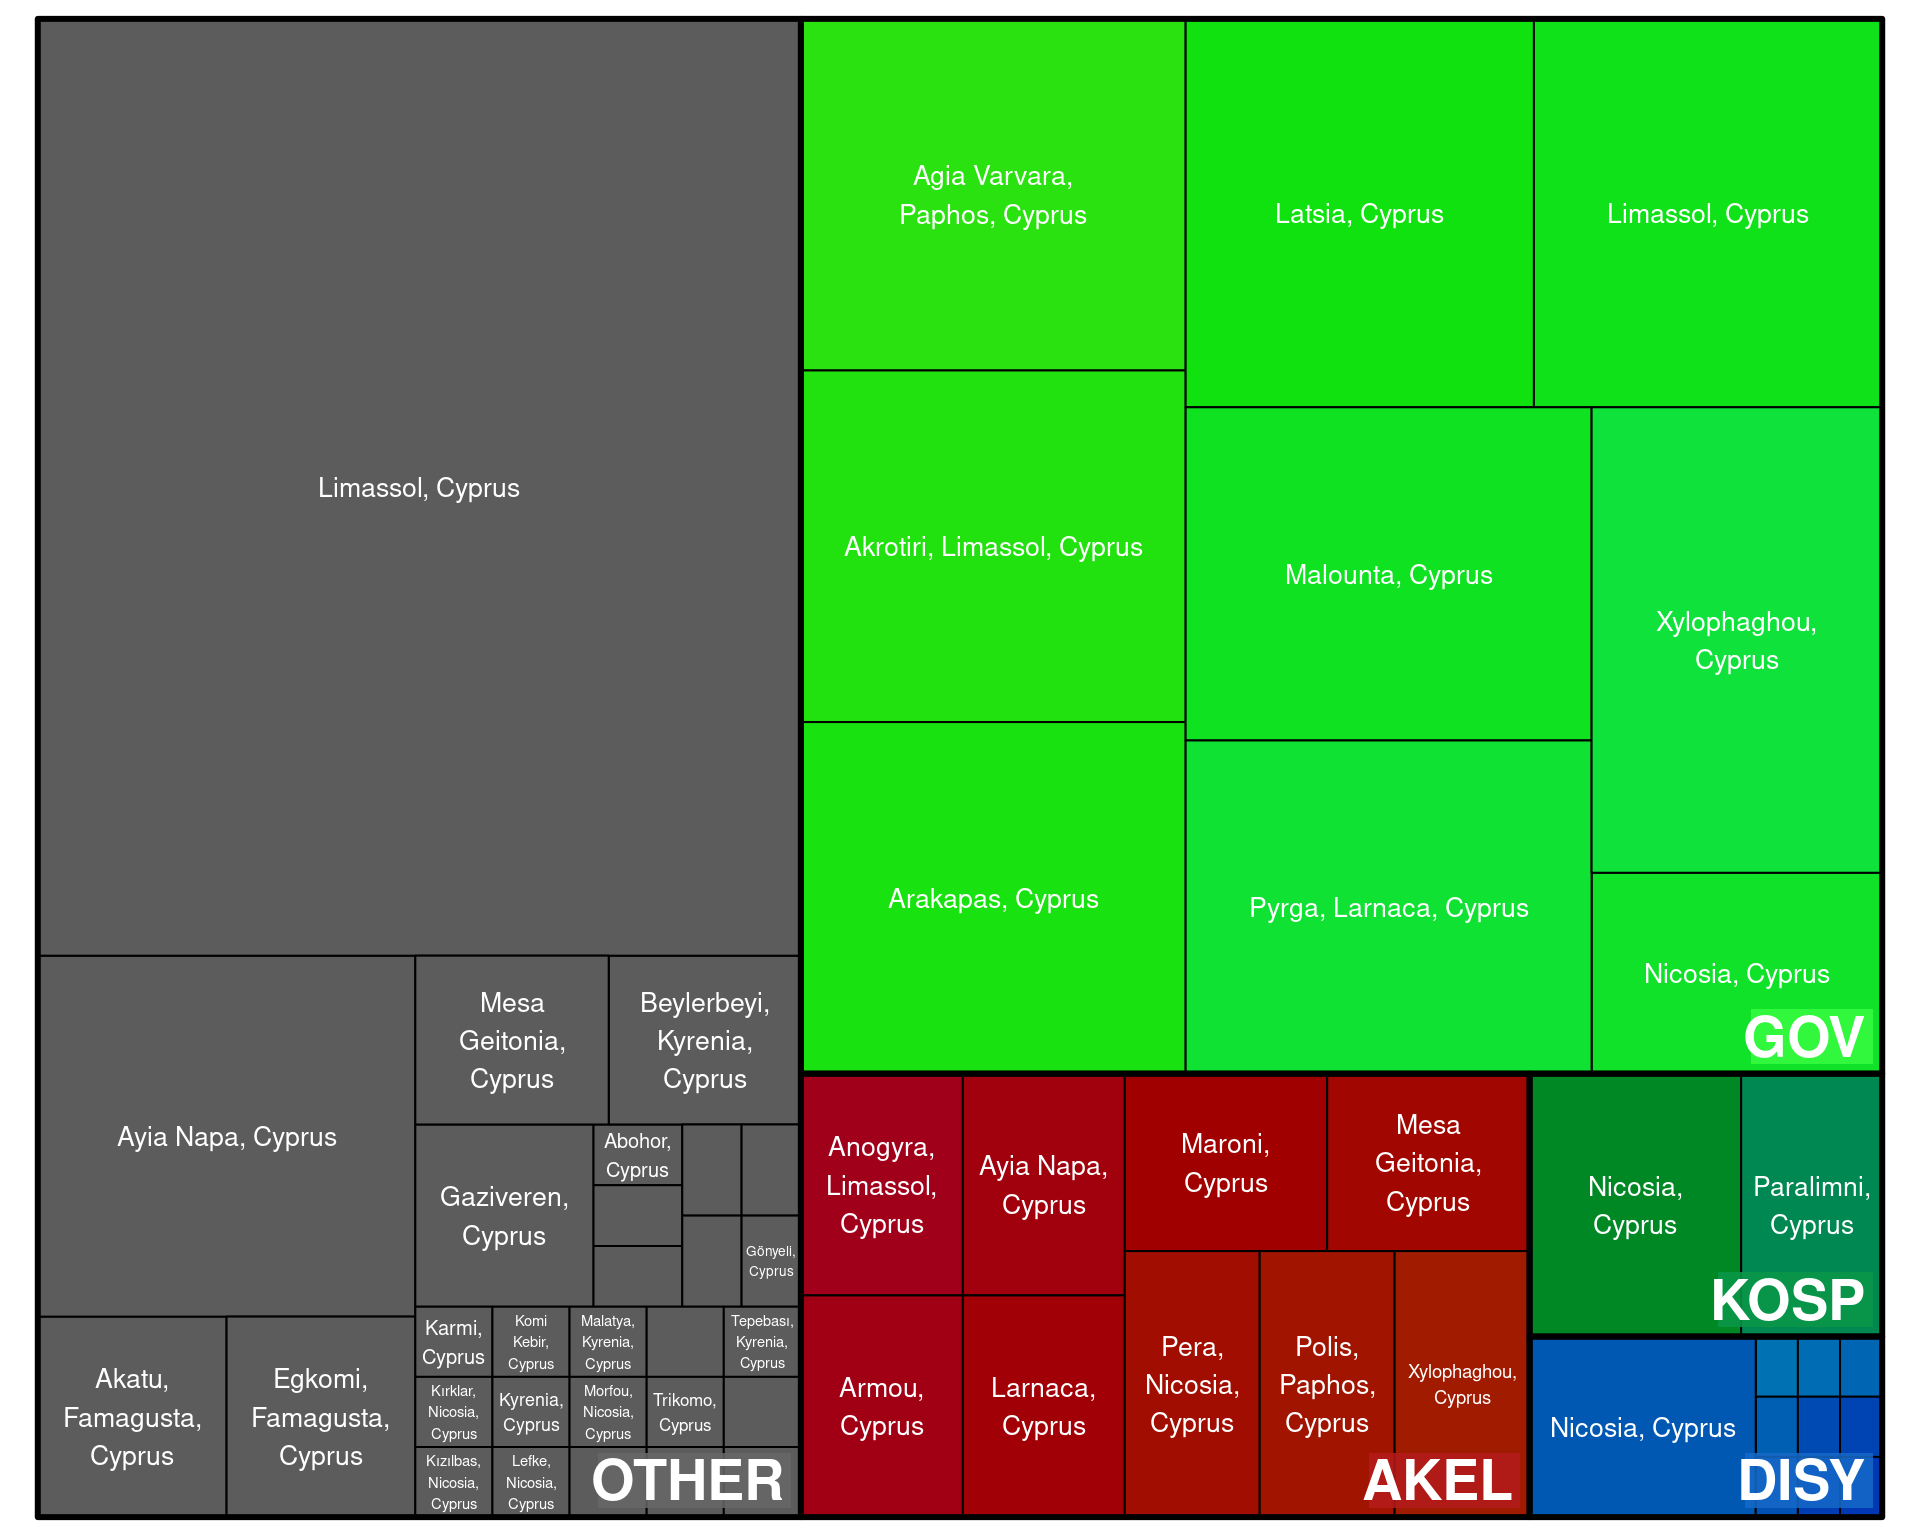 Limassol, Cyprus
Ayia Napa, Cyprus
Akatu,
Famagusta,
Cyprus
Egkomi,
Famagusta,
Cyprus
Mesa
Geitonia,
Cyprus
Beylerbeyi,
Kyrenia,
Cyprus
Gaziveren,
Cyprus
Abohor,
Cyprus
Gönyeli,
Cyprus
Karmi,
Cyprus
Komi
Kebir,
Cyprus
Malatya,
Kyrenia,
Cyprus
Tepebası,
Kyrenia,
Cyprus
Kırklar,
Nicosia,
Cyprus
Kyrenia,
Cyprus
Morfou,
Nicosia,
Cyprus
Trikomo,
Cyprus
Kızılbas,
Nicosia,
Cyprus
Lefke,
Nicosia,
Cyprus
OTHER
Agia Varvara,
Paphos, Cyprus
Latsia, Cyprus
Limassol, Cyprus
Akrotiri, Limassol, Cyprus
Malounta, Cyprus
Xylophaghou,
Cyprus
Arakapas, Cyprus
Pyrga, Larnaca, Cyprus
Nicosia, Cyprus
GOV
Anogyra,
Limassol,
Cyprus
Ayia Napa,
Cyprus
Maroni,
Cyprus
Mesa
Geitonia,
Cyprus
Armou,
Cyprus
Larnaca,
Cyprus
Pera,
Nicosia,
Cyprus
Polis,
Paphos,
Cyprus
Xylophaghou,
Cyprus
AKEL
Nicosia,
Cyprus
Paralimni,
Cyprus
KOSP
Nicosia, Cyprus
DISY